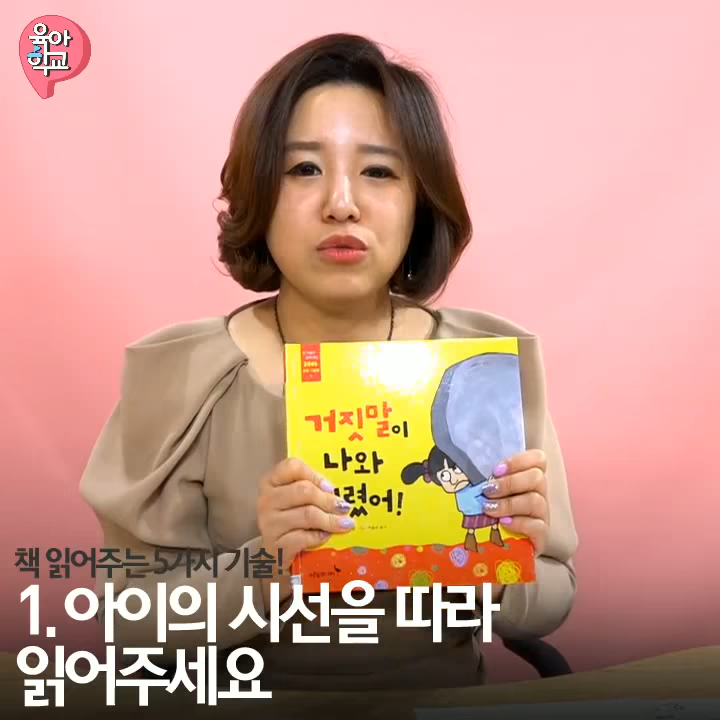 육아
학교
거짓말이
나와
렸어!
책 읽어주는 5가지 기술!
1. 아이의 시선을 따라
읽어주세요